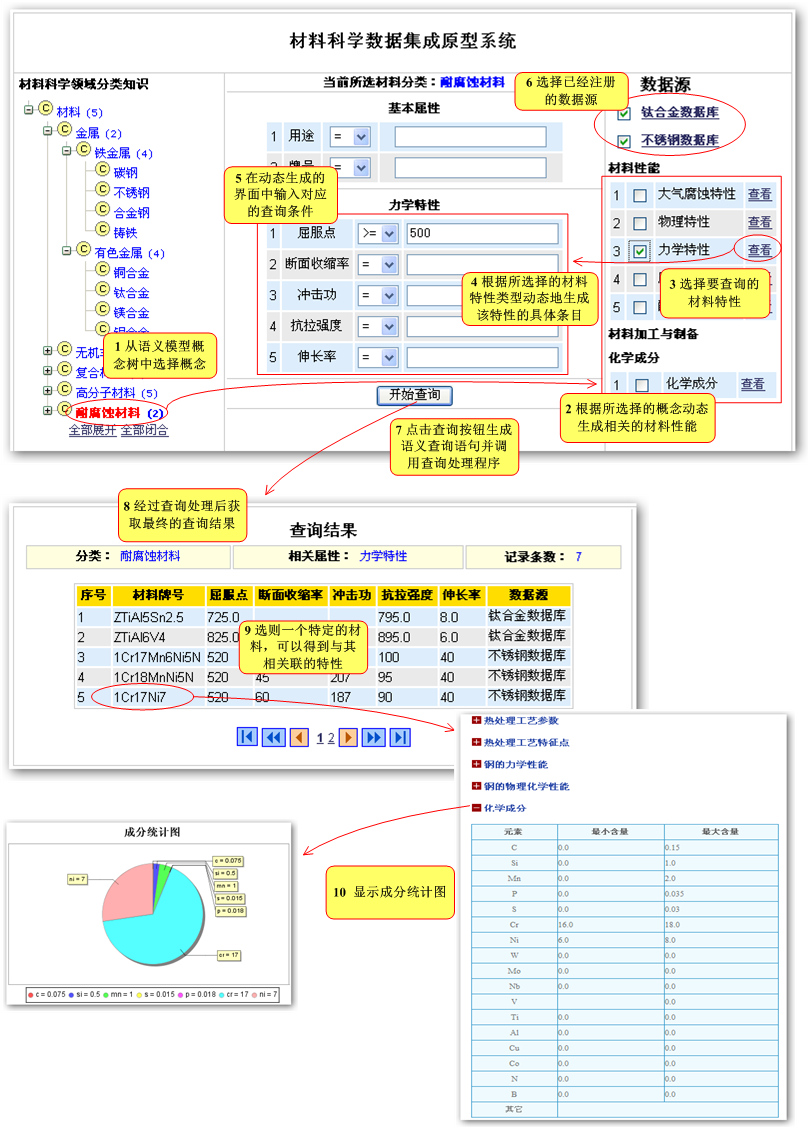 材料科学数据集成原型系统
材料科学领域分类知识
材料 (5)
金属 (2)
铁金属 (4)
碳钢
不锈钢
合金钢
铸铁
有色金属 (4)
铜合金
钛合金
镁合金
无机
复合
高分子材料 (5)
耐腐蚀材料 (2)
全部展开 全部闭合
1 从语义模型概
念树中选择概念
当前所选材料分类：耐腐蚀材料
基本属性
1 用途 =
2 牌号 =
5 在动态生成的
界面中输入对应
的查询条件
力学特性
1 屈服点 >= 500
2 断面收缩率 =
3 冲击功 =
4 抗拉强度 =
5 伸长率 =
4 根据所选择的材料
特性类型动态地生成
该特性的具体条目
开始查询
6 选择已经注册
的数据源
数据源
钛合金数据库
不锈钢数据库
材料性能
1 大气腐蚀特性 查看
2 物理特性 查看
3 力学特性 查看
4
5
3 选择要查询的
材料特性
材料加工与制备
化学成分
1 化学成分 查看
2 根据所选择的概念动态
生成相关的材料性能
7 点击查询按钮生成
语义查询语句并调
用查询处理程序
8 经过查询处理后获
取最终的查询结果
查询结果
分类： 耐腐蚀材料 相关属性： 力学特性 记录条数： 7
序号 材料牌号 屈服点 断面收缩率 冲击功 抗拉强度 伸长率 数据源
1 ZTiAl5Sn2.5 725.0 795.0 8.0 钛合金数据库
2 ZTiAl6V4 825.0 895.0 6.0 钛合金数据库
3 1Cr17Mn6Ni5N 520 100 40 不锈钢数据库
4 1Cr18MnNi5N 520 45 207 95 40 不锈钢数据库
5 1Cr17Ni7 520 60 187 90 40 不锈钢数据库
9 选则一个特定的材
料，可以得到与其
相关联的特性
1 2
热处理工艺参数
热处理工艺特征点
钢的力学性能
钢的物理化学性能
化学成分
元素 最小含量 最大含量
C 0.0 0.15
Si 0.0 1.0
Mn 0.0 2.0
P 0.0 0.035
S 0.0 0.03
Cr 16.0 18.0
Ni 6.0 8.0
W 0.0 0.0
Mo 0.0 0.0
Nb 0.0 0.0
V 0.0
Ti 0.0 0.0
Al 0.0 0.0
Cu 0.0 0.0
Co 0.0 0.0
N 0.0 0.0
B 0.0 0.0
其它
10 显示成分统计图
成分统计图
c = 0.075
si = 0.5
mn = 1
s = 0.015
p = 0.018
ni = 7
cr = 17
c = 0.075 si = 0.5 mn = 1 s = 0.015 p = 0.018 cr = 17 ni = 7